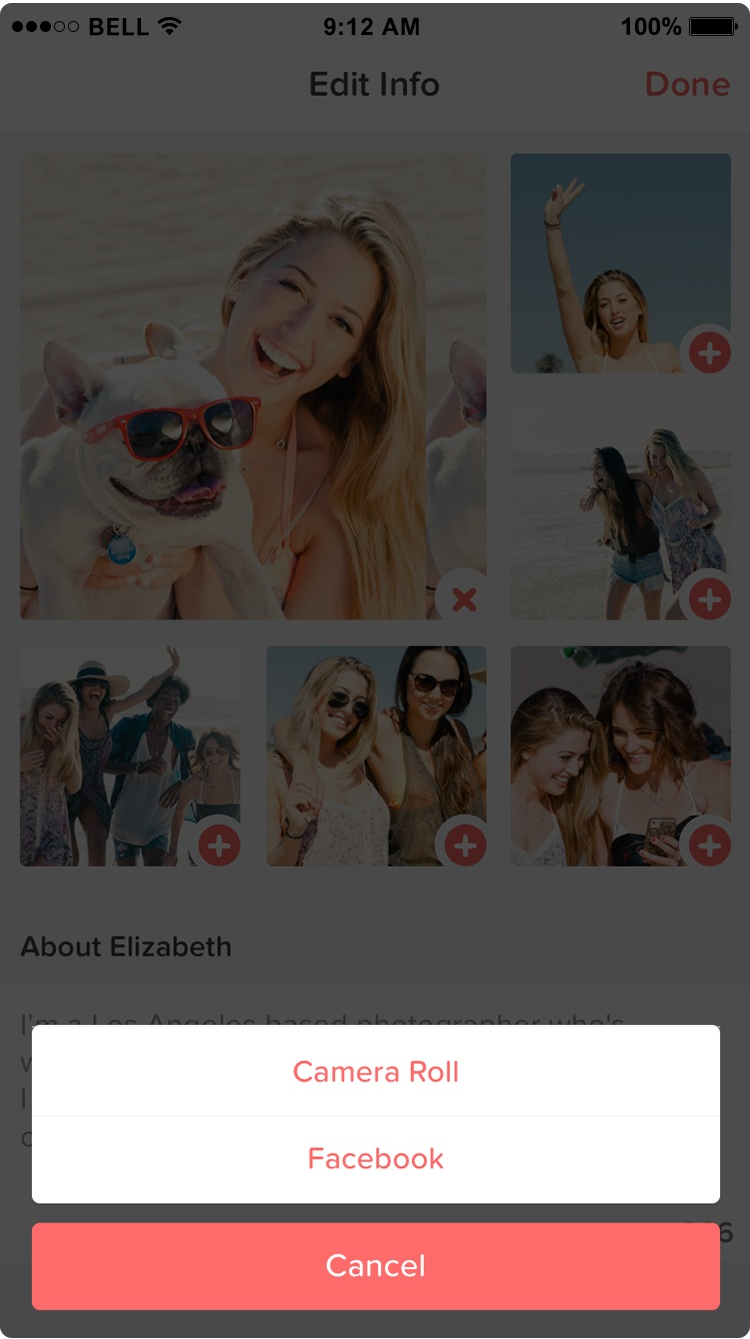 BELL 9:12 AM 100%
Edit Info Done
About Elizabeth
I'm a Los Angeles based photographer who's
Camera Roll
Facebook
Cancel